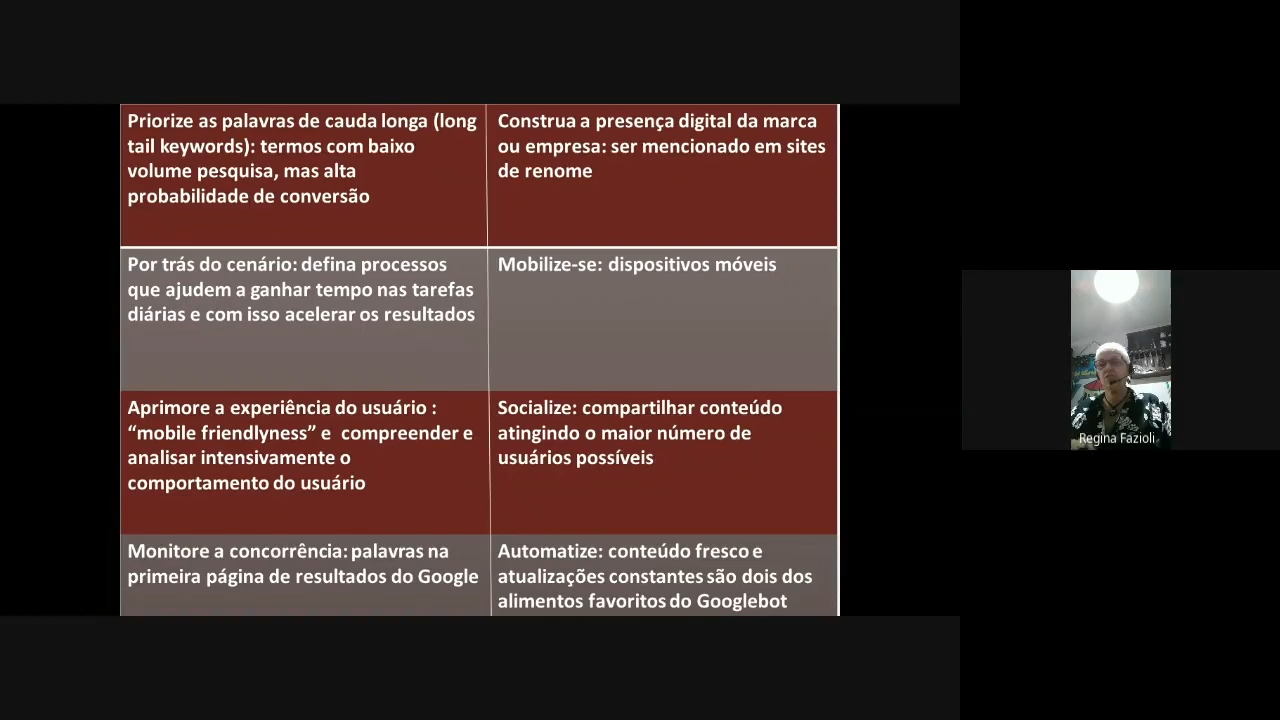 Priorize as palavras de cauda longa (long
tail keywords): termos com baixo
volume pesquisa, mas alta
probabilidade de conversão
Construa a presença digital da marca
ou empresa: ser mencionado em sites
de renome
Por trás do cenário: defina processos
que ajudem a ganhar tempo nas tarefas
diárias e com isso acelerar os resultados
Mobilize-se: dispositivos móveis
Aprimore a experiência do usuário :
“mobile friendlyness” e compreender e
analisar intensivamente o
comportamento do usuário
Socialize: compartilhar conteúdo
atingindo o maior número de
usuários possíveis
Monitore a concorrência: palavras na
primeira página de resultados do Google
Automatize: conteúdo fresco e
atualizações constantes são dois dos
alimentos favoritos do Googlebot
Regina Fazioli